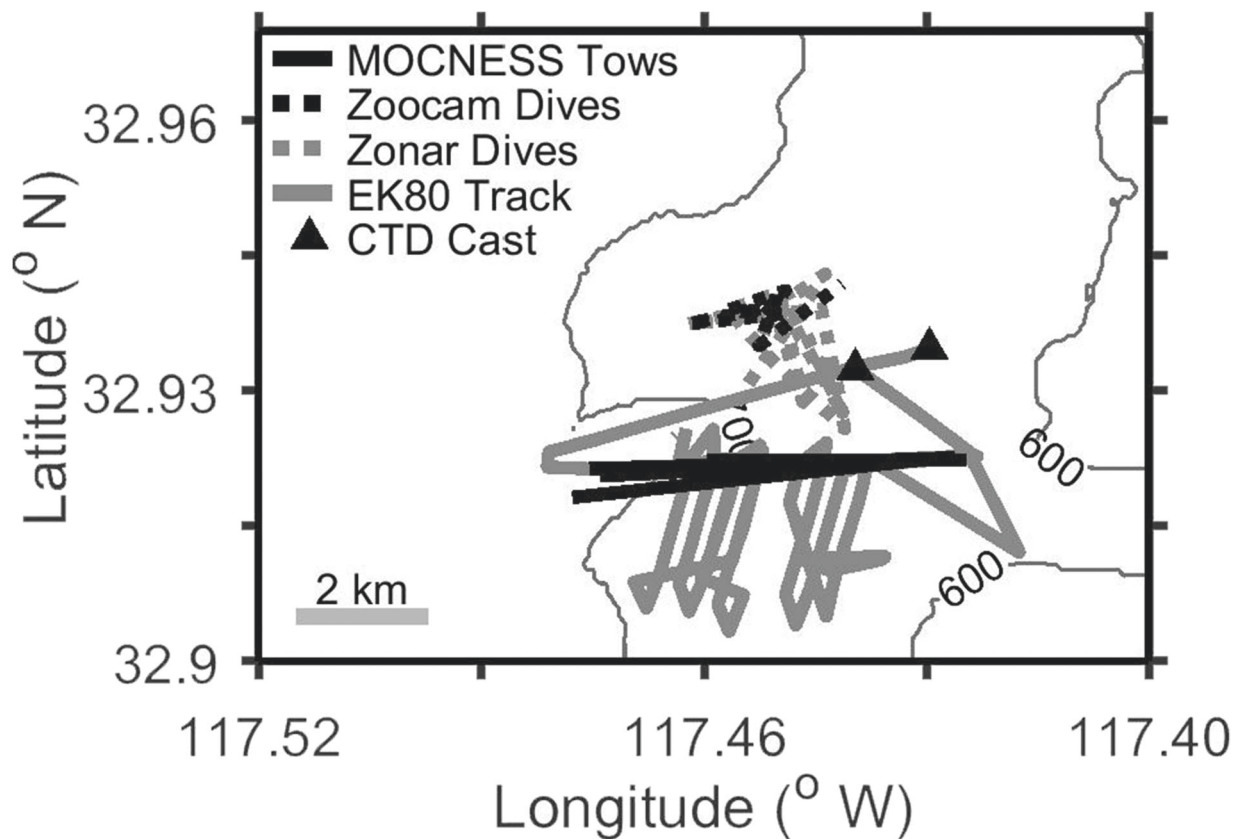 MOCNESS Tows
Zoocam Dives
Zonar Dives
EK80 Track
CTD Cast
32.96
32.93
32.9
Latitude (° N)
600
600
2 km
117.52
117.46
117.40
Longitude (° W)